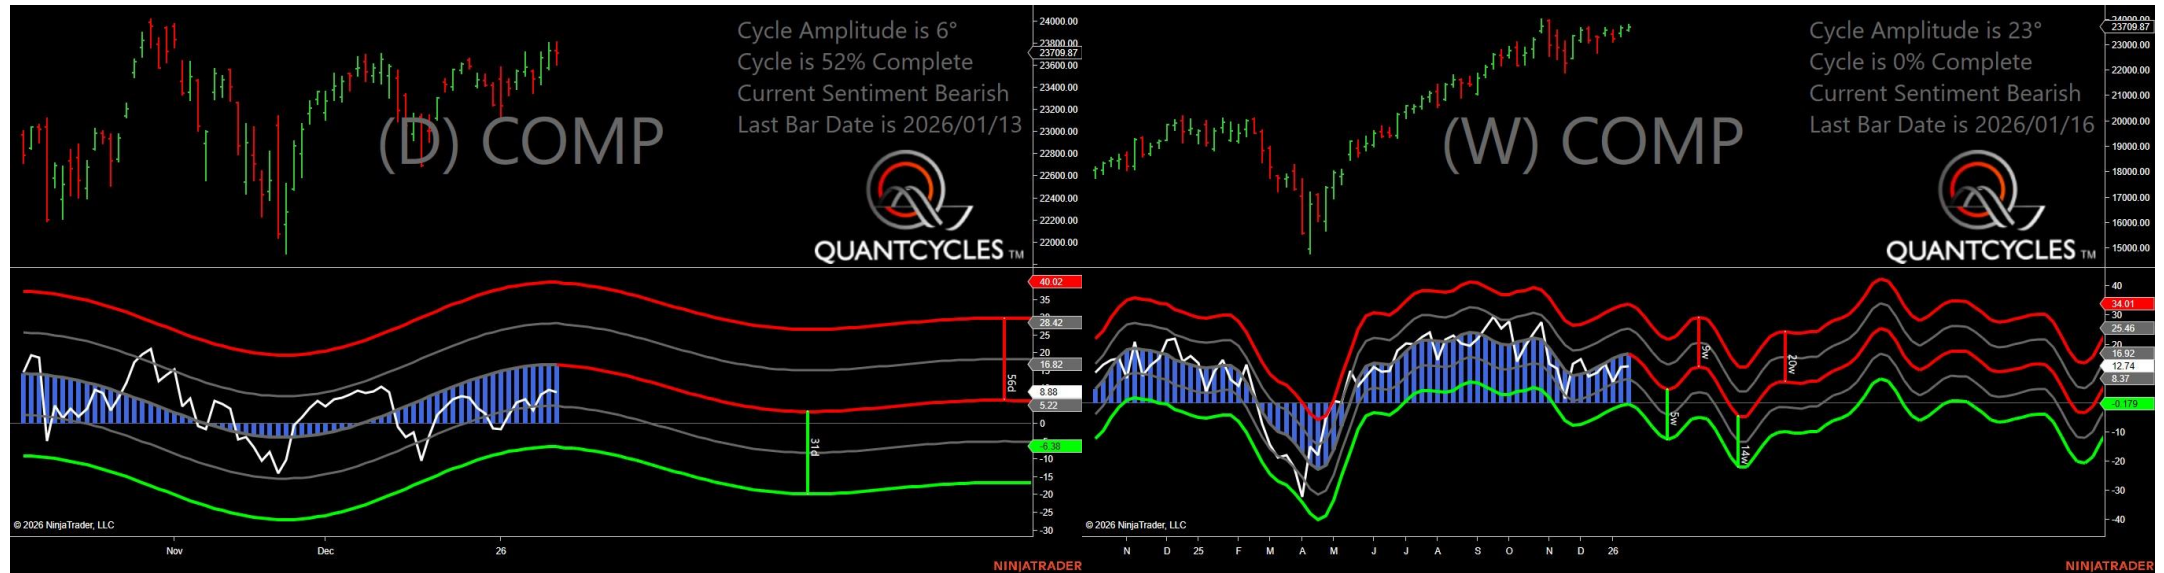 Cycle Amplitude is 6°
Cycle is 52% Complete
Current Sentiment Bearish
Last Bar Date is 2026/01/13
(D) COMP
QUANTCYCLES TM
24000.00
23800.00
23709.87
23600.00
23400.00
23200.00
23000.00
22800.00
22600.00
22400.00
22200.00
22000.00
40.02
35
28.42
25
20
16.82
8.88
5.22
0
-6.38
-10
-15
-20
-25
-30
56d
31d
© 2026 NinjaTrader, LLC
Nov Dec 26
NINJATRADER
Cycle Amplitude is 23°
Cycle is 0% Complete
Current Sentiment Bearish
Last Bar Date is 2026/01/16
(W) COMP
QUANTCYCLES TM
24000.00
23709.87
23000.00
22000.00
21000.00
20000.00
19000.00
18000.00
17000.00
16000.00
15000.00
40
34.01
30
25.46
20
16.92
12.74
8.37
-0.179
-10
-20
-30
-40
9w
20w
5w
14w
© 2026 NinjaTrader, LLC
N D 25 F M A M J J A S O N D 26
NINJATRADER